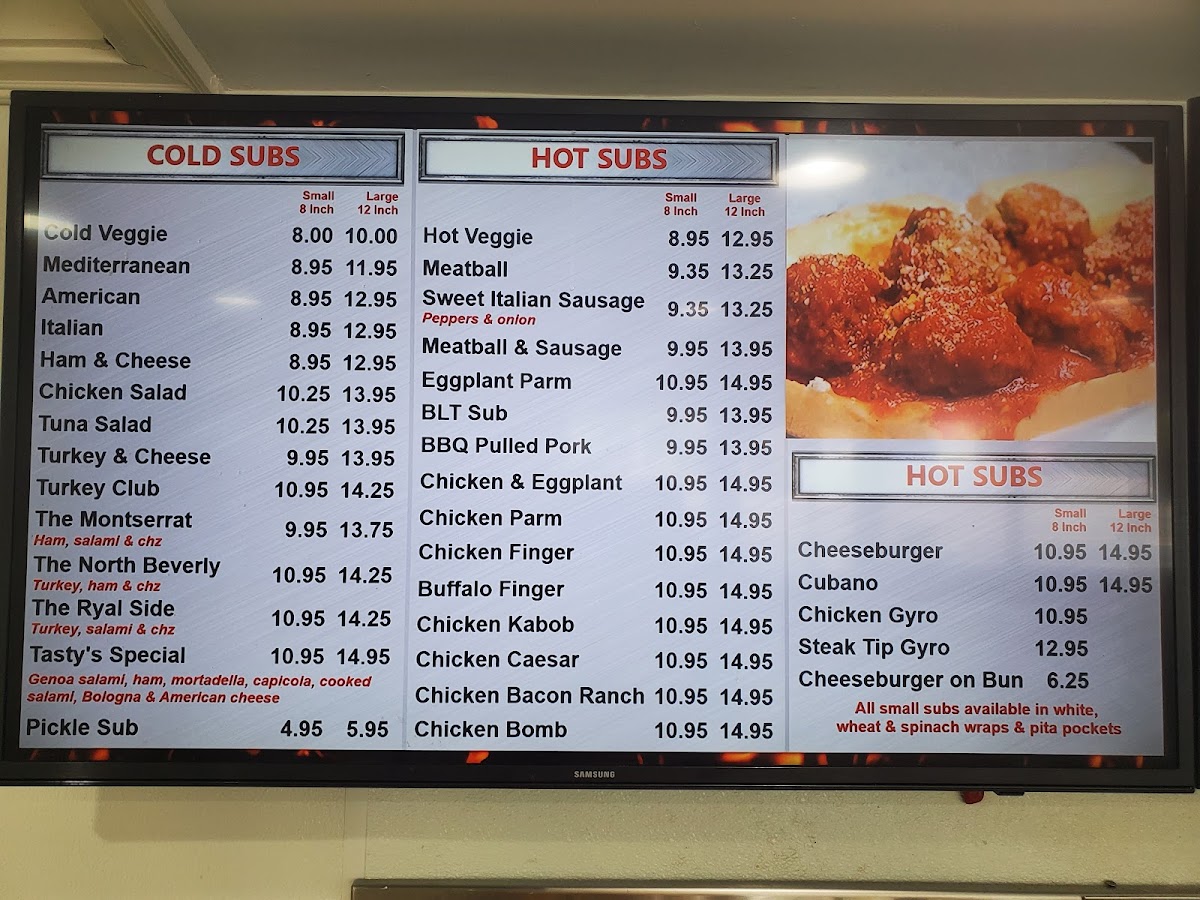 COLD SUBS
Small Large
8 Inch 12 Inch
Cold Veggie 8.00 10.00
Mediterranean 8.95 11.95
American 8.95 12.95
Italian 8.95 12.95
Ham & Cheese 8.95 12.95
Chicken Salad 10.25 13.95
Tuna Salad 10.25 13.95
Turkey & Cheese 9.95 13.95
Turkey Club 10.95 14.25
The Montserrat 9.95 13.75
Ham, salami & chz
The North Beverly 10.95 14.25
Turkey, ham & chz
The Ryal Side 10.95 14.25
Turkey, salami & chz
Tasty's Special 10.95 14.95
Genoa salami, ham, mortadella, capicola, cooked
salami, Bologna & American cheese
Pickle Sub 4.95 5.95
HOT SUBS
Small Large
8 Inch 12 Inch
Hot Veggie 8.95 12.95
Meatball 9.35 13.25
Sweet Italian Sausage 9.35 13.25
Peppers & onion
Meatball & Sausage 9.95 13.95
Eggplant Parm 10.95 14.95
BLT Sub 9.95 13.95
BBQ Pulled Pork 9.95 13.95
Chicken & Eggplant 10.95 14.95
Chicken Parm 10.95 14.95
Chicken Finger 10.95 14.95
Buffalo Finger 10.95 14.95
Chicken Kabob 10.95 14.95
Chicken Caesar 10.95 14.95
Chicken Bacon Ranch 10.95 14.95
Chicken Bomb 10.95 14.95
HOT SUBS
Small Large
8 Inch 12 Inch
Cheeseburger 10.95 14.95
Cubano 10.95 14.95
Chicken Gyro 10.95
Steak Tip Gyro 12.95
Cheeseburger on Bun 6.25
All small subs available in white,
wheat & spinach wraps & pita pockets
SAMSUNG